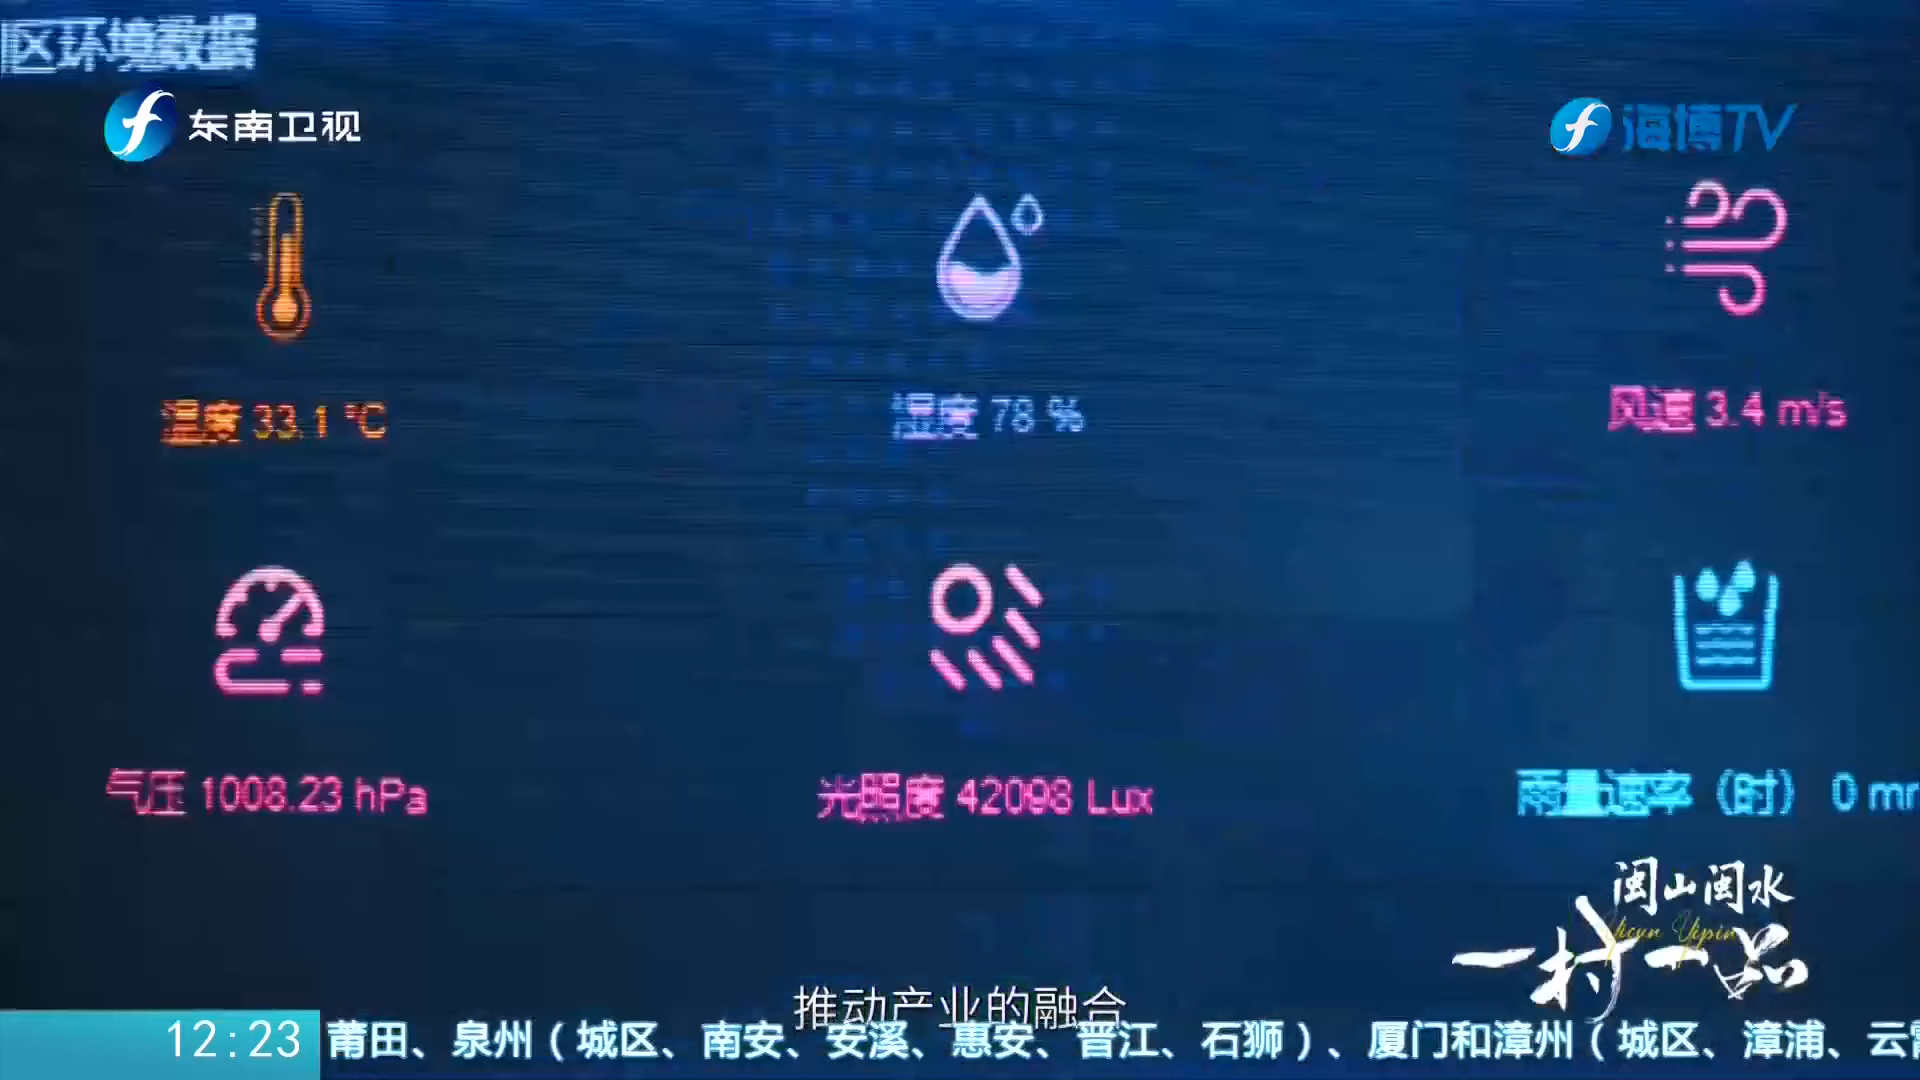 区环境数据
东南卫视
海博TV
温度 33.1 ℃
湿度 78 %
风速 3.4 m/s
气压 1008.23 hPa
光照度 42098 Lux
雨量速率（时） 0 mm
闽山闽水
Yicun Yipin
一村一品
推动产业的融合
12:23
莆田、泉州（城区、南安、安溪、惠安、晋江、石狮）、厦门和漳州（城区、漳浦、云霄